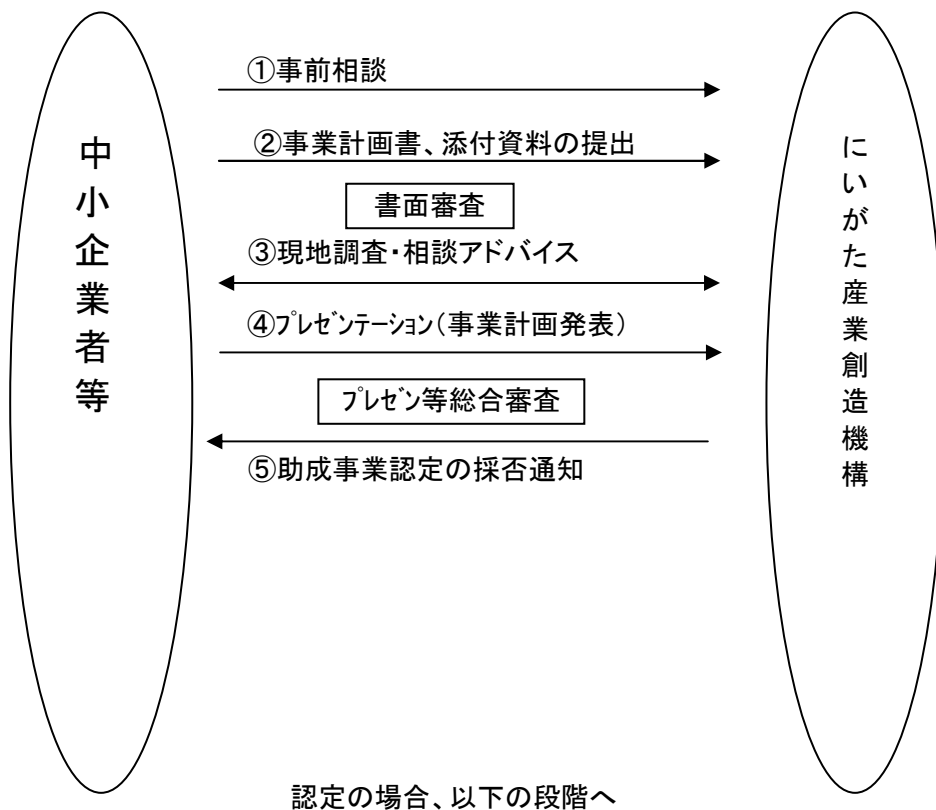 中小企業者等
①事前相談
②事業計画書、添付資料の提出
書面審査
③現地調査・相談アドバイス
④ﾌﾟﾚｾﾞﾝﾃｰｼｮﾝ（事業計画発表）
ﾌﾟﾚｾﾞﾝ等総合審査
⑤助成事業認定の採否通知
にいがた産業創造機構
認定の場合、以下の段階へ